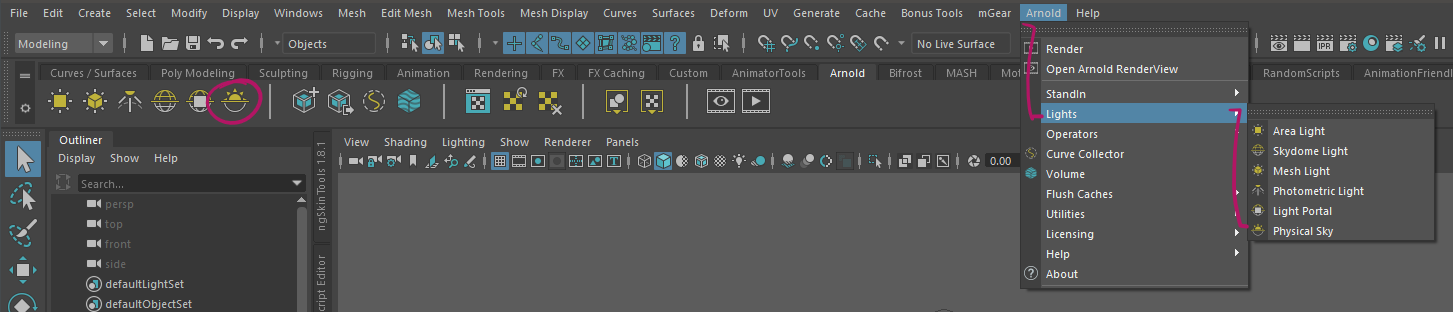 File Edit Create Select Modify Display Windows Mesh Edit Mesh Mesh Tools Mesh Display Curves Surfaces Deform UV Generate Cache Bonus Tools mGear Arnold Help
Modeling Objects No Live Surface IPR
Curves / Surfaces Poly Modeling Sculpting Rigging Animation Rendering FX FX Caching Custom AnimatorTools Arnold Bifrost MASH Mot RandomScripts AnimationFriendl
Render
Open Arnold RenderView
StandIn
Lights
Operators
Curve Collector
Volume
Flush Caches
Utilities
Licensing
Help
About
Area Light
Skydome Light
Mesh Light
Photometric Light
Light Portal
Physical Sky
Outliner
Display Show Help
Search...
persp
top
front
side
defaultLightSet
defaultObjectSet
ngSkinTools 1.8.1
cript Editor
View Shading Lighting Show Renderer Panels
0.00